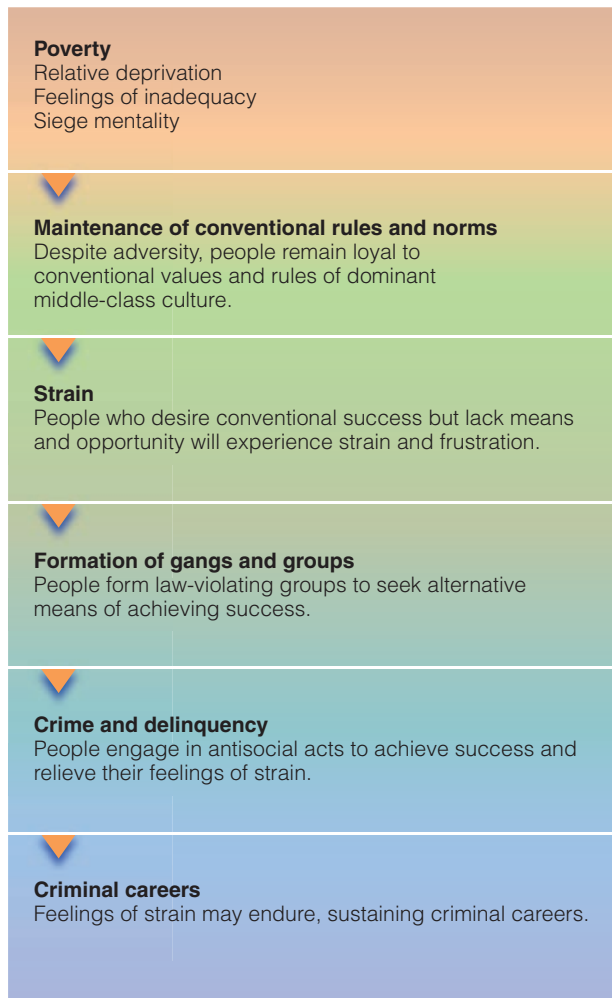 Poverty
Relative deprivation
Feelings of inadequacy
Siege mentality
Maintenance of conventional rules and norms
Despite adversity, people remain loyal to
conventional values and rules of dominant
middle-class culture.
Strain
People who desire conventional success but lack means
and opportunity will experience strain and frustration.
Formation of gangs and groups
People form law-violating groups to seek alternative
means of achieving success.
Crime and delinquency
People engage in antisocial acts to achieve success and
relieve their feelings of strain.
Criminal careers
Feelings of strain may endure, sustaining criminal careers.